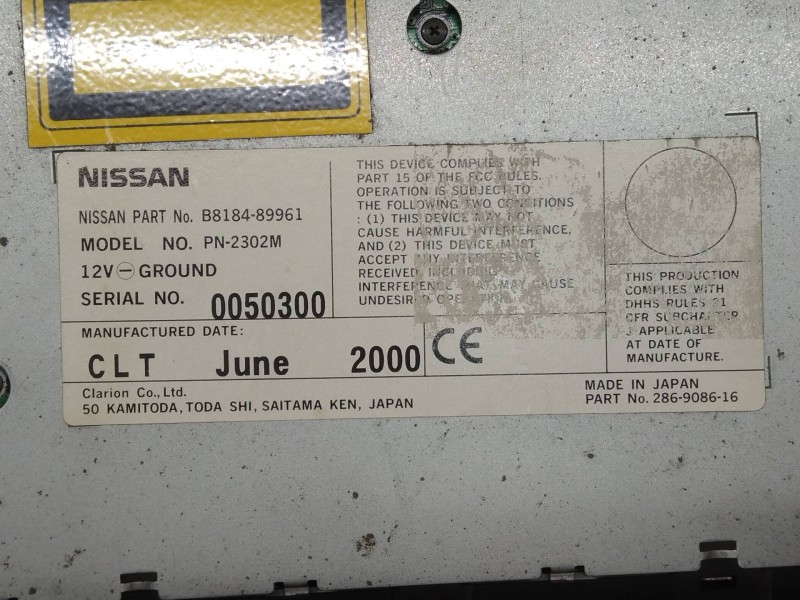 NISSAN
NISSAN PART No. B8184-89961
MODEL NO. PN-2302M
12V ⊖ GROUND
SERIAL NO. 0050300
THIS DEVICE COMPLIES WITH
PART 15 OF THE FCC RULES.
OPERATION IS SUBJECT TO
THE FOLLOWING TWO CONDITIONS
: (1) THIS DEVICE MAY NOT
CAUSE HARMFUL INTERFERENCE,
AND (2) THIS DEVICE MUST
ACCEPT ANY INTERFERENCE
RECEIVED, INCLUDING
INTERFERENCE THAT MAY CAUSE
UNDESIRED OPERATION.
THIS PRODUCTION
COMPLIES WITH
DHHS RULES 21
CFR SUBCHAPTER
J APPLICABLE
AT DATE OF
MANUFACTURE.
MANUFACTURED DATE:
CLT June 2000
CE
Clarion Co., Ltd.
50 KAMITODA, TODA SHI, SAITAMA KEN, JAPAN
MADE IN JAPAN
PART No. 286-9086-16